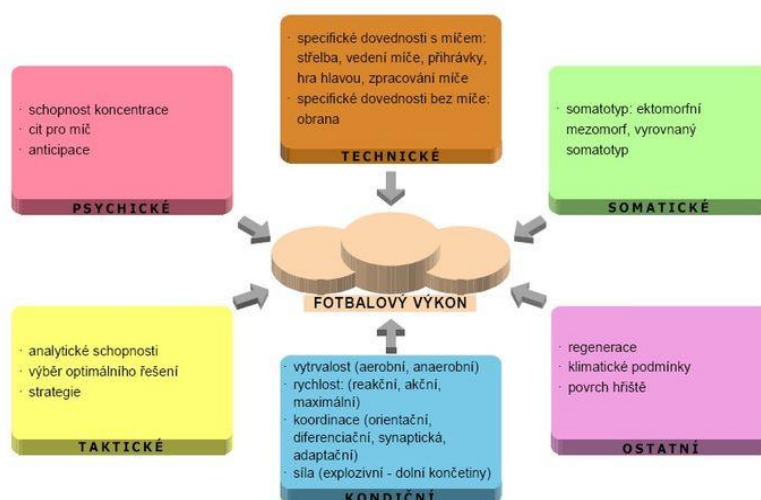 · specifické dovednosti s míčem:
střelba, vedení míče, přihrávky,
hra hlavou, zpracování míče
· specifické dovednosti bez míče:
obrana
TECHNICKÉ
· schopnost koncentrace
· cit pro míč
· anticipace
PSYCHICKÉ
· somatotyp: ektomorfní
mezomorf, vyrovnaný
somatotyp
SOMATICKÉ
FOTBALOVÝ VÝKON
· analytické schopnosti
· výběr optimálního řešení
· strategie
TAKTICKÉ
· vytrvalost (aerobní, anaerobní)
· rychlost: (reakční, akční,
maximální)
· koordinace (orientační,
diferenciační, synaptická,
adaptační)
· síla (explozivní - dolní končetiny)
KONDIČNÍ
· regenerace
· klimatické podmínky
· povrch hřiště
OSTATNÍ